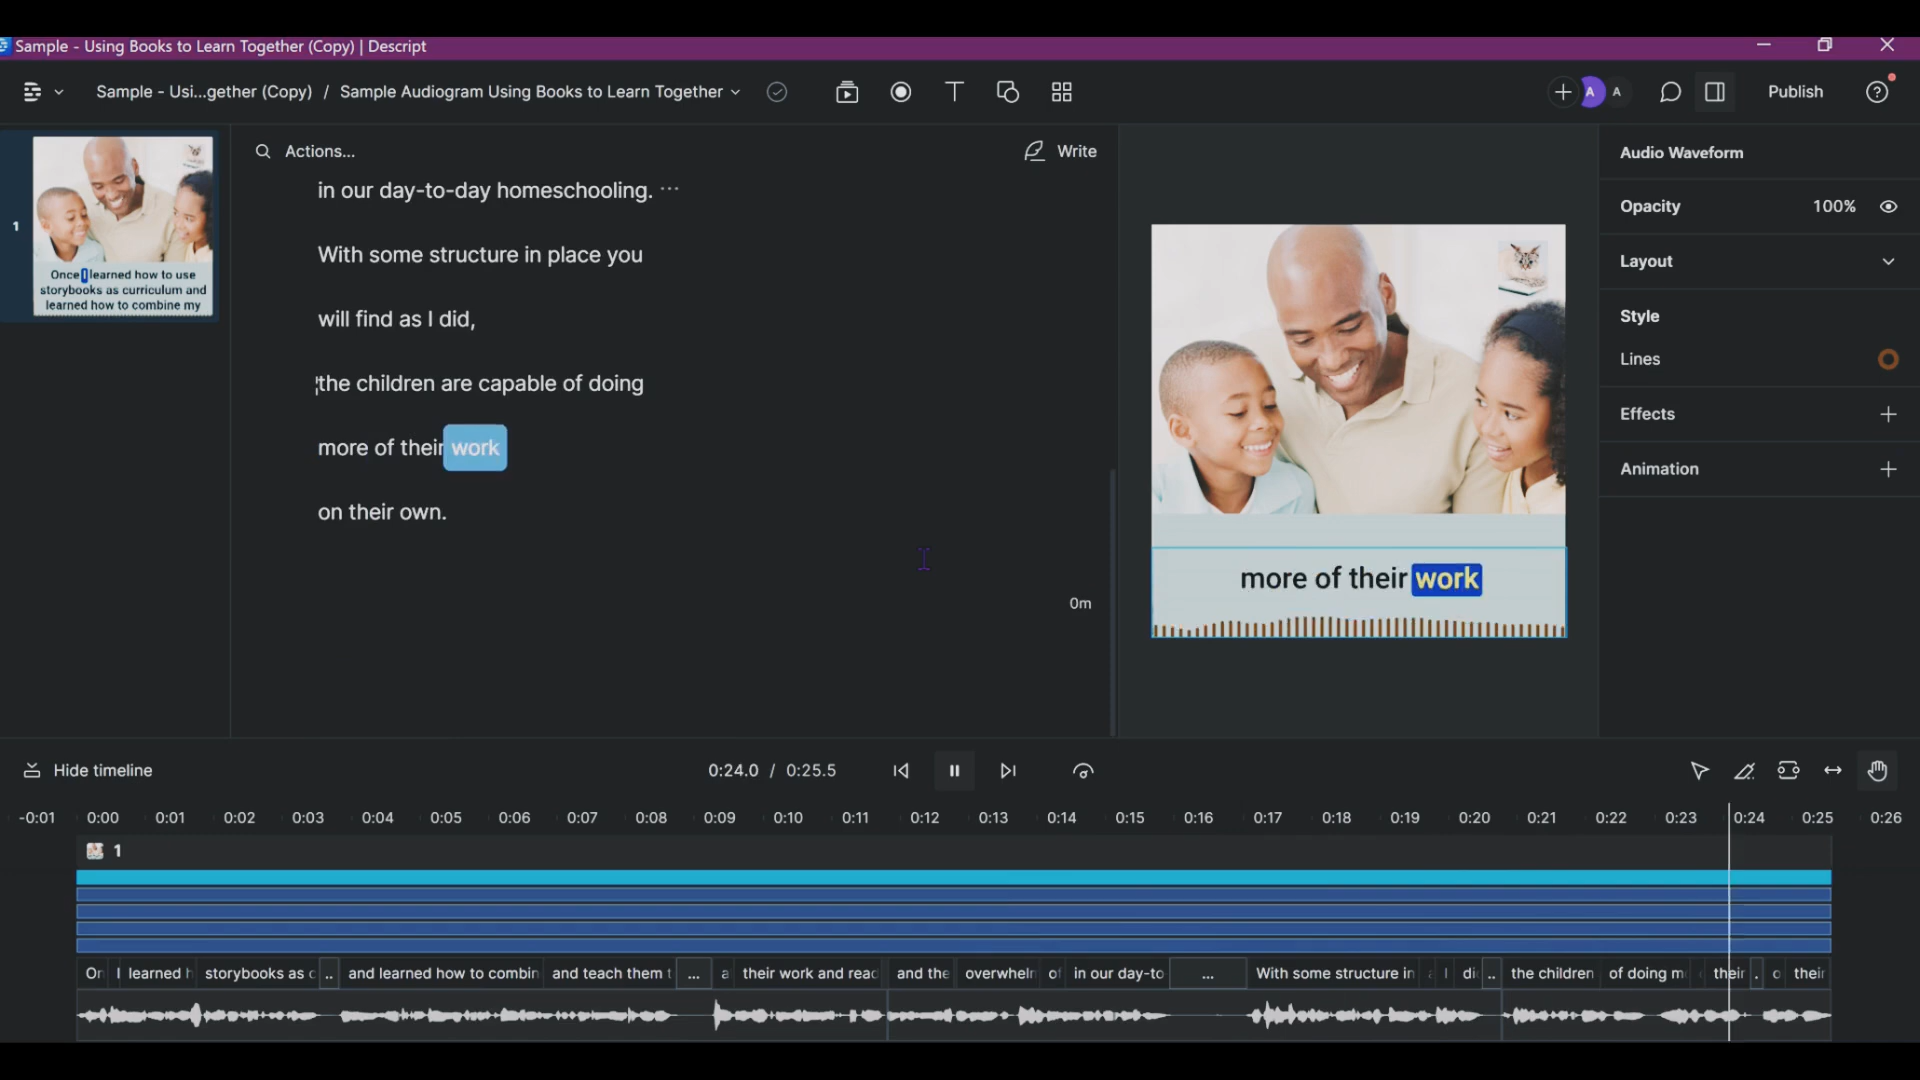 Sample - Using Books to Learn Together (Copy) | Descript
Sample - Usi...gether (Copy) / Sample Audiogram Using Books to Learn Together
A
A
Publish
1
Once I learned how to use
storybooks as curriculum and
learned how to combine my
Actions...
Write
in our day-to-day homeschooling. ...
With some structure in place you
will find as I did,
the children are capable of doing
more of their work
on their own.
0m
more of their work
Audio Waveform
Opacity 100%
Layout
Style
Lines
Effects
Animation
Hide timeline
0:24.0 / 0:25.5
-0:01 0:00 0:01 0:02 0:03 0:04 0:05 0:06 0:07 0:08 0:09 0:10 0:11 0:12 0:13 0:14 0:15 0:16 0:17 0:18 0:19 0:20 0:21 0:22 0:23 0:24 0:25 0:26
1
On I learned h storybooks as c .. and learned how to combin and teach them t ... a their work and read and the overwhelm of in our day-to ... With some structure in I di .. the children of doing m their . o their